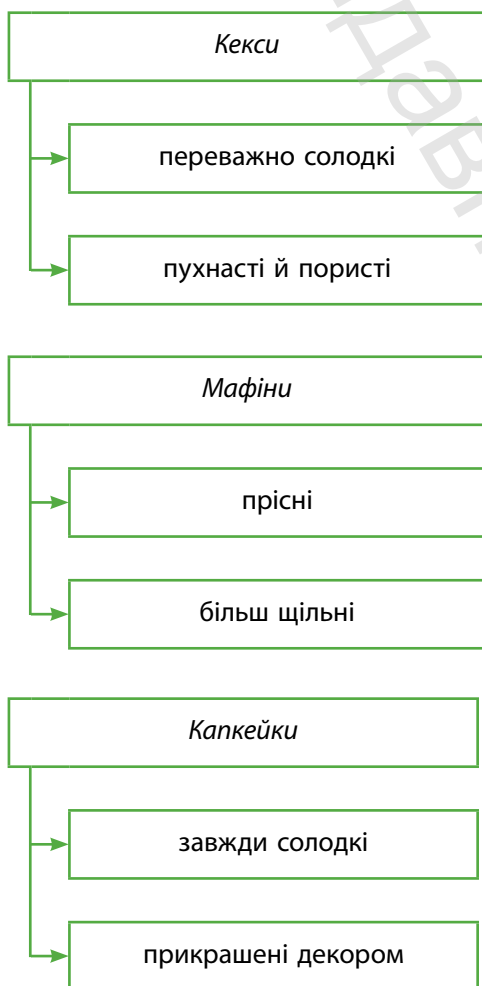 Кекси
переважно солодкі
пухнасті й пористі
Мафіни
прісні
більш щільні
Капкейки
завжди солодкі
прикрашені декором